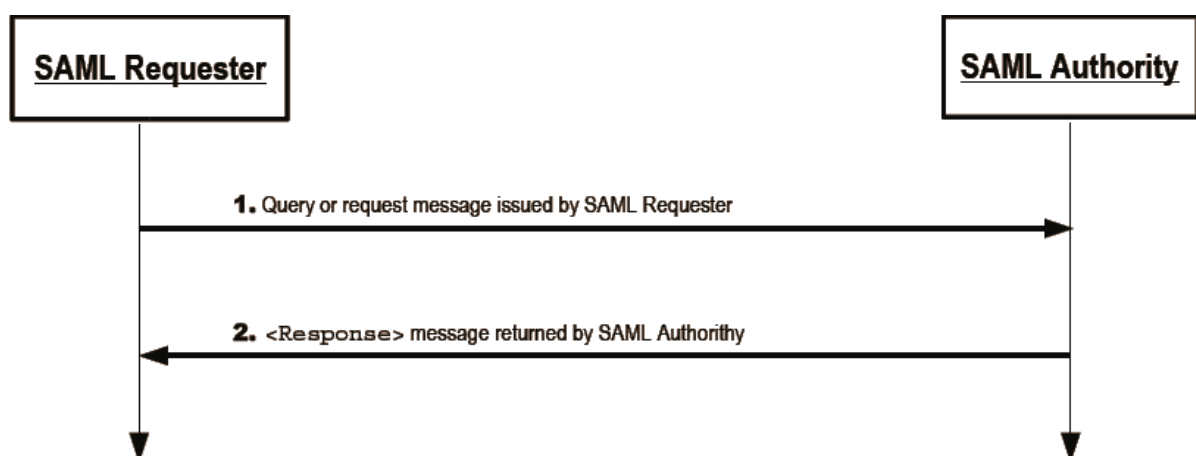 SAML Requester
SAML Authority
1. Query or request message issued by SAML Requester
2. <Response> message returned by SAML Authorithy